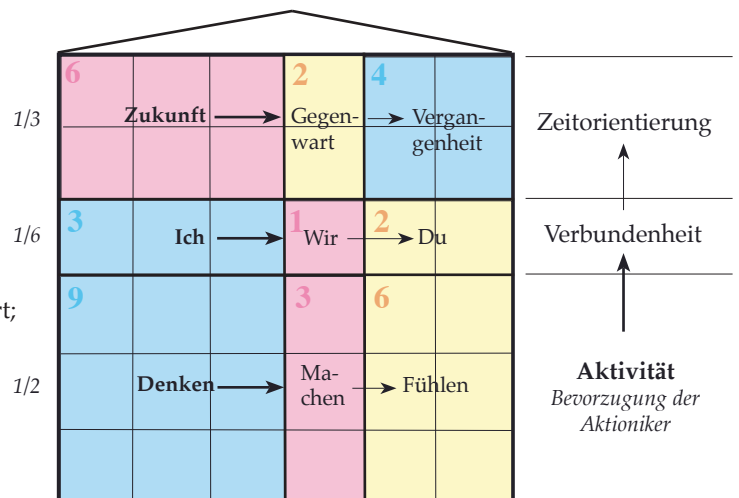 6 2 4
1/3 Zukunft Gegen- Vergan- Zeitorientierung
wart genheit
3 1 2
1/6 Ich Wir Du Verbundenheit
9 3 6
rt;
1/2 Denken Ma- Fühlen Aktivität
chen Bevorzugung der
Aktioniker